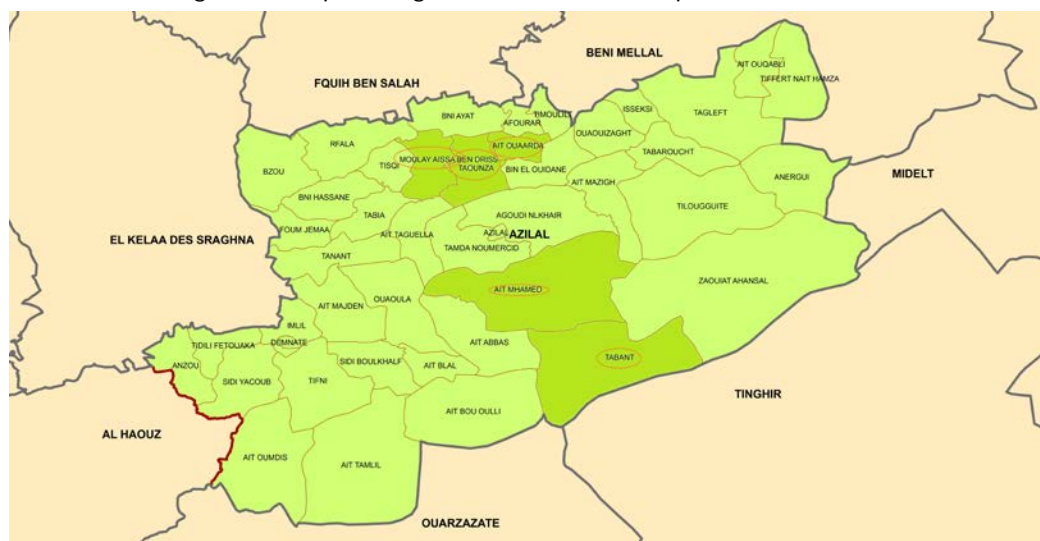 BENI MELLAL
FQUIH BEN SALAH
AIT OUQABLI
TIFFERT NAIT HAMZA
ISSEKSI
TAGLEFT
BNI AYAT
TIMOULILT
AFOURAR
OUAOUIZAGHT
RFALA
AIT OUAARDA
TABAROUCHT
TISQI
MOULAY AISSA
BEN DRISS
TAOUNZA
BIN EL OUIDANE
BZOU
AIT MAZIGH
ANERGUI
MIDELT
BNI HASSANE
TILOUGGUITE
TABIA
AGOUDI NLKHAIR
FOUM JEMAA
EL KELAA DES SRAGHNA
AIT TAGUELLA
AZILAL
AZILAL
TAMDA NOUMERCID
TANANT
ZAOUIAT AHANSAL
AIT MHAMED
OUAOULA
AIT MAJDEN
IMLIL
TIDILI FETOUAKA
DEMNATE
AIT ABBAS
ANZOU
SIDI BOULKHALF
AIT BLAL
TABANT
SIDI YACOUB
TIFNI
TINGHIR
AIT BOU OULLI
AL HAOUZ
AIT OUMDIS
AIT TAMLIL
OUARZAZATE